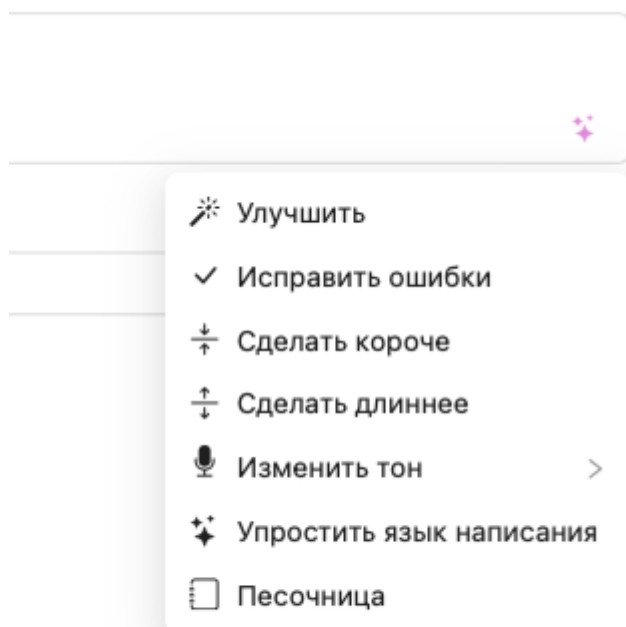 Улучшить
Исправить ошибки
Сделать короче
Сделать длиннее
Изменить тон
Упростить язык написания
Песочница